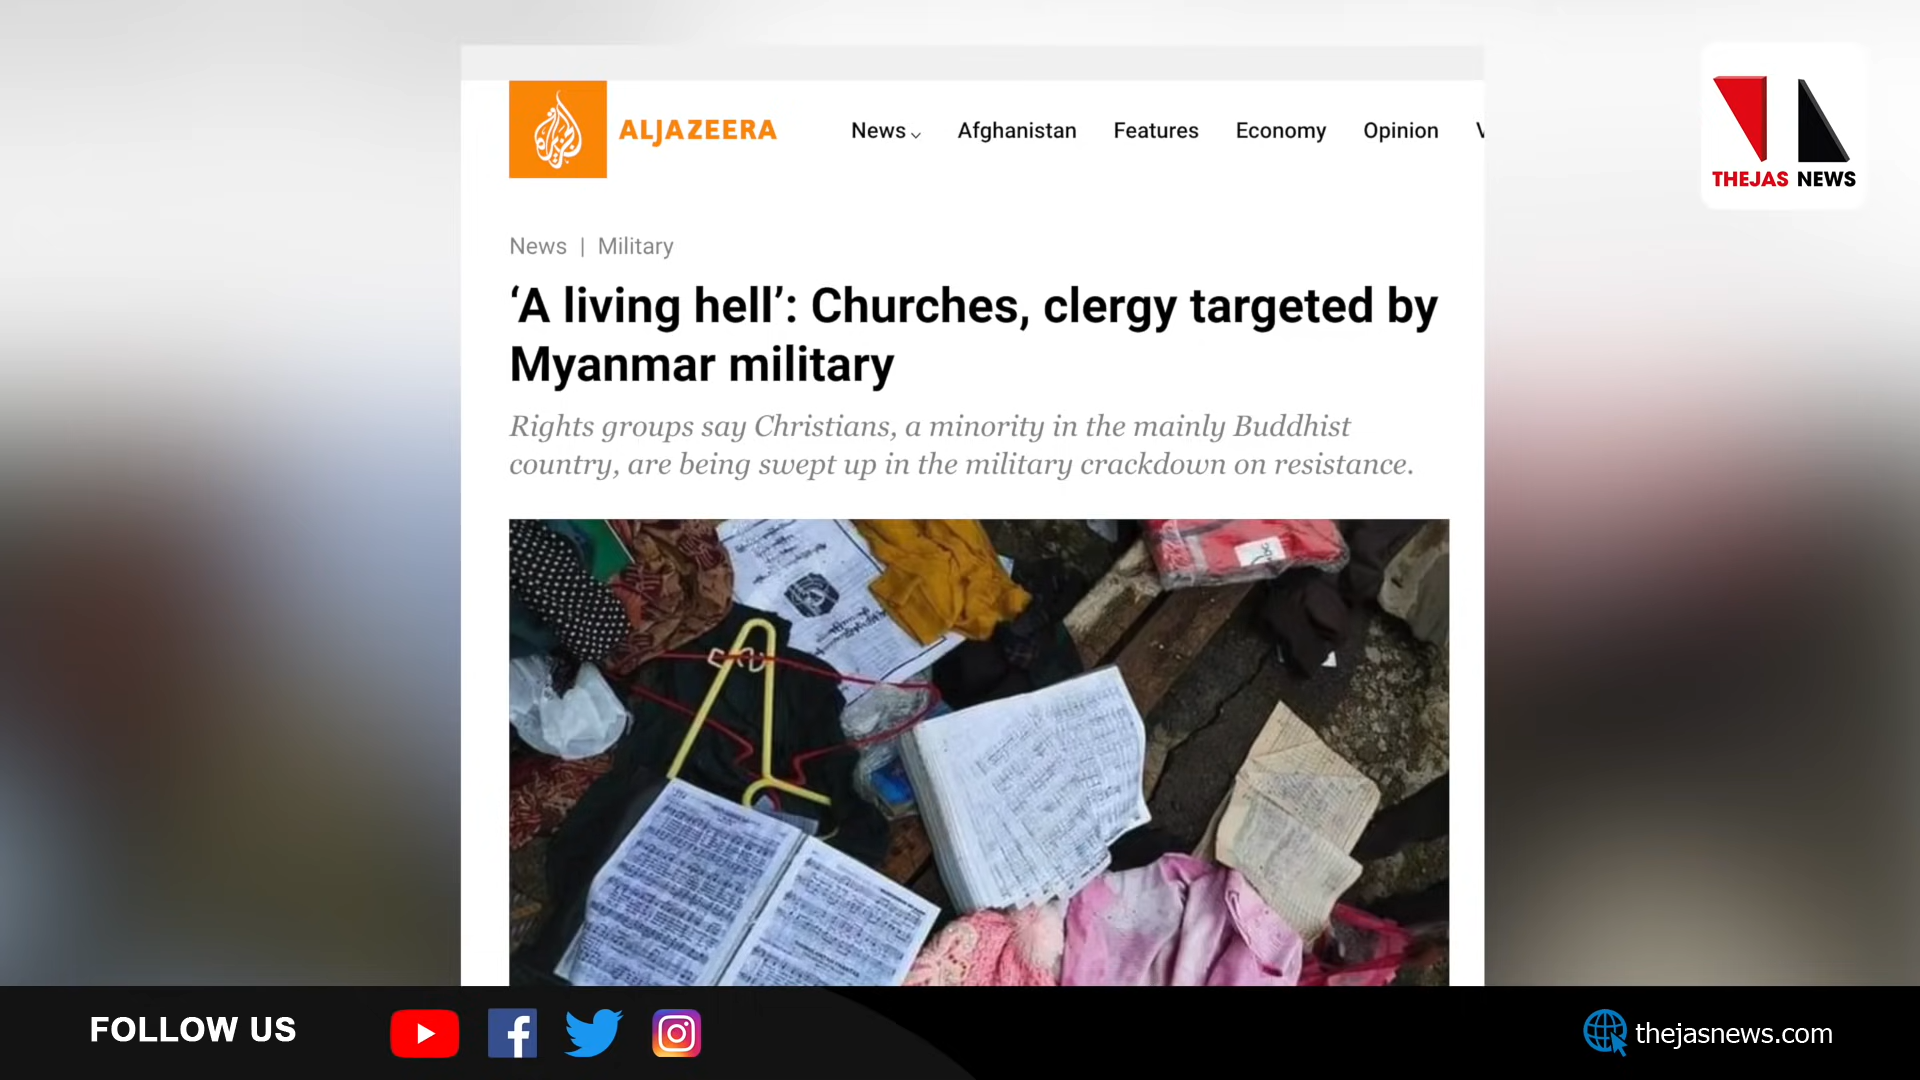 ALJAZEERA
News Afghanistan Features Economy Opinion
THEJAS NEWS
News | Military
‘A living hell’: Churches, clergy targeted by
Myanmar military
Rights groups say Christians, a minority in the mainly Buddhist
country, are being swept up in the military crackdown on resistance.
FOLLOW US
thejasnews.com